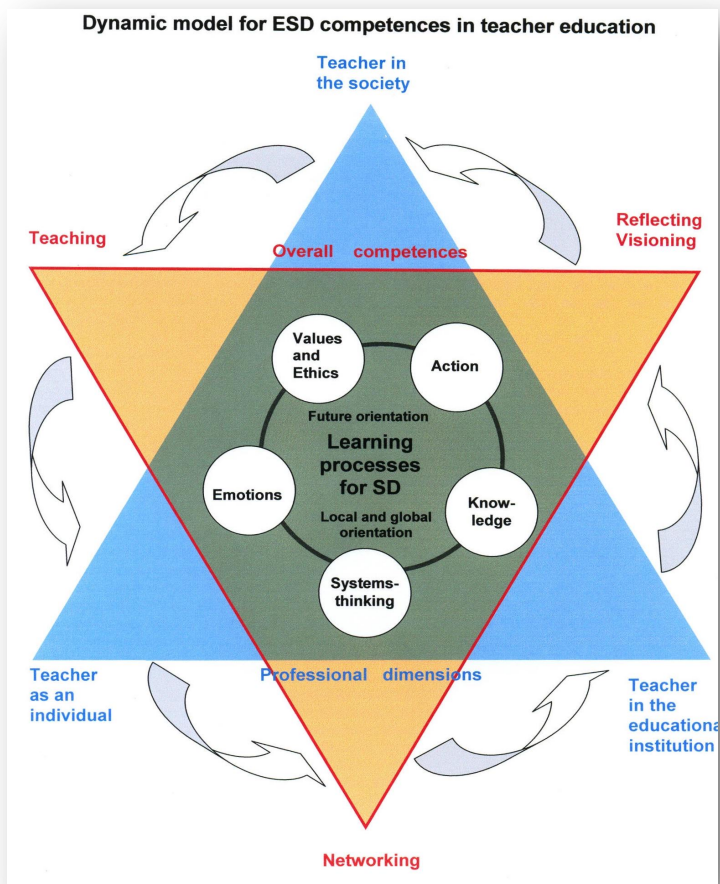 Dynamic model for ESD competences in teacher education
Teacher in
the society
Teaching
Reflecting
Visioning
Overall competences
Values
and
Ethics
Action
Future orientation
Learning
processes
for SD
Emotions
Know-
ledge
Local and global
orientation
Systems-
thinking
Professional dimensions
Teacher
as an
individual
Teacher
in the
educationa
institution
Networking